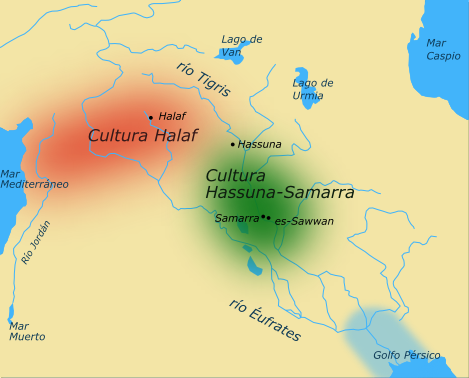 Lago de
Van
Mar
Caspio
río Tigris
Lago de
Urmia
Halaf
Cultura Halaf
Hassuna
Mar
Mediterráneo
Cultura
Hassuna-Samarra
Samarra
es-Sawwan
Río Jordán
río Éufrates
Mar
Muerto
Golfo Pérsico